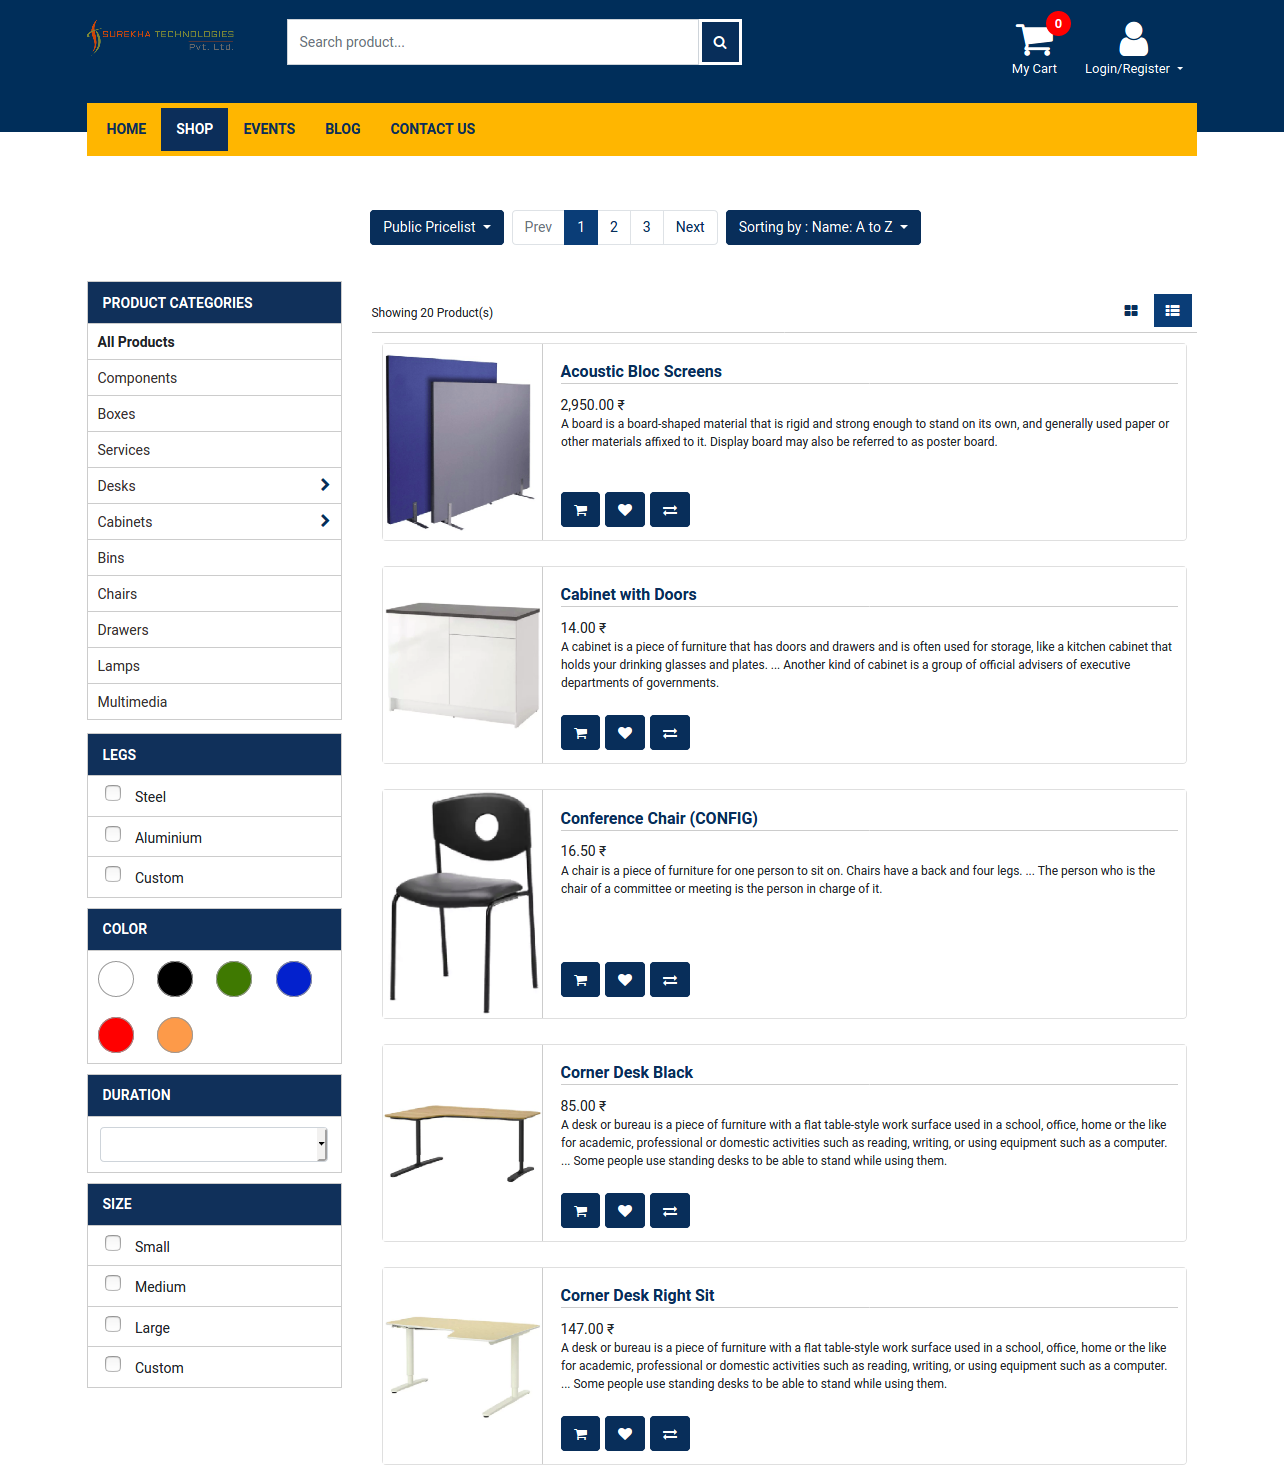 SUREKHA TECHNOLOGIES
Pvt. Ltd.
Search product...
0
My Cart
Login/Register
HOME SHOP EVENTS BLOG CONTACT US
Public Pricelist
Prev 1 2 3 Next
Sorting by : Name: A to Z
PRODUCT CATEGORIES
All Products
Components
Boxes
Services
Desks
Cabinets
Bins
Chairs
Drawers
Lamps
Multimedia
LEGS
Steel
Aluminium
Custom
COLOR
DURATION
SIZE
Small
Medium
Large
Custom
Showing 20 Product(s)
Acoustic Bloc Screens
2,950.00 ₹
A board is a board-shaped material that is rigid and strong enough to stand on its own, and generally used paper or
other materials affixed to it. Display board may also be referred to as poster board.
Cabinet with Doors
14.00 ₹
A cabinet is a piece of furniture that has doors and drawers and is often used for storage, like a kitchen cabinet that
holds your drinking glasses and plates. ... Another kind of cabinet is a group of official advisers of executive
departments of governments.
Conference Chair (CONFIG)
16.50 ₹
A chair is a piece of furniture for one person to sit on. Chairs have a back and four legs. ... The person who is the
chair of a committee or meeting is the person in charge of it.
Corner Desk Black
85.00 ₹
A desk or bureau is a piece of furniture with a flat table-style work surface used in a school, office, home or the like
for academic, professional or domestic activities such as reading, writing, or using equipment such as a computer.
... Some people use standing desks to be able to stand while using them.
Corner Desk Right Sit
147.00 ₹
A desk or bureau is a piece of furniture with a flat table-style work surface used in a school, office, home or the like
for academic, professional or domestic activities such as reading, writing, or using equipment such as a computer.
... Some people use standing desks to be able to stand while using them.